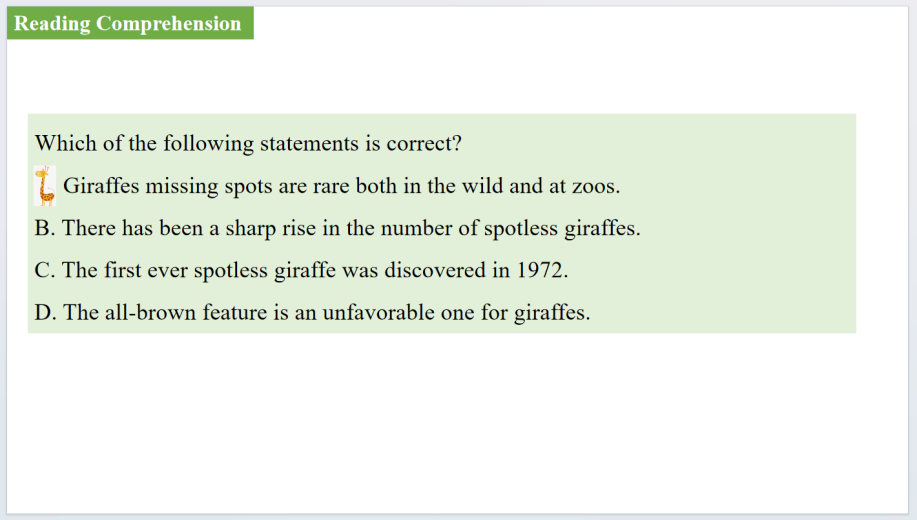 Reading Comprehension
Which of the following statements is correct?
Giraffes missing spots are rare both in the wild and at zoos.
B. There has been a sharp rise in the number of spotless giraffes.
C. The first ever spotless giraffe was discovered in 1972.
D. The all-brown feature is an unfavorable one for giraffes.